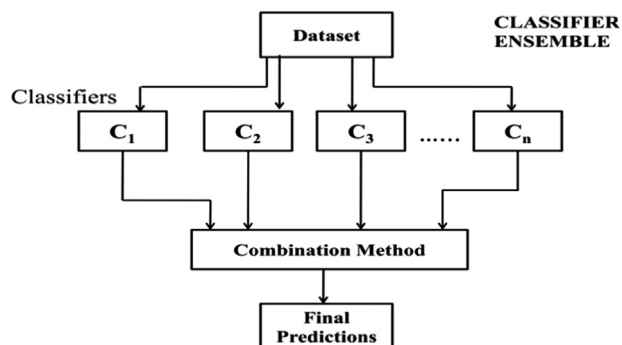 Dataset
CLASSIFIER
ENSEMBLE
Classifiers
C₁
C₂
C₃
......
Cₙ
Combination Method
Final
Predictions